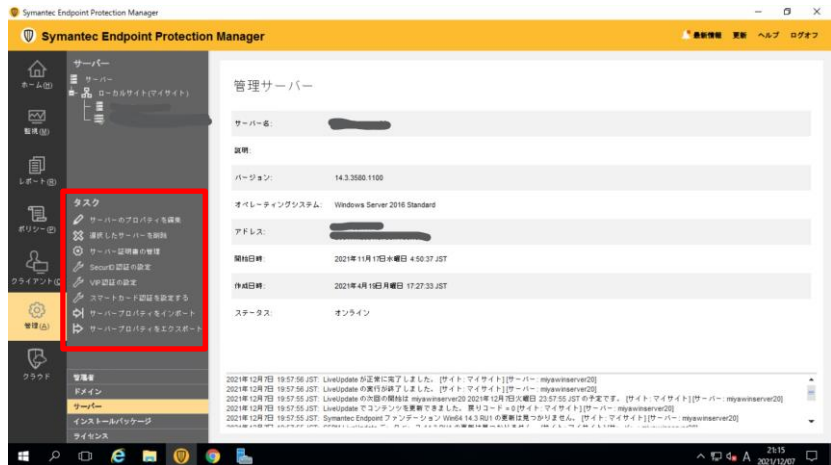 Symantec Endpoint Protection Manager
Symantec Endpoint Protection Manager
最新情報 更新 ヘルプ ログオフ
ホーム(H)
監視(M)
レポート(R)
ポリシー(P)
クライアント(C
管理(A)
クラウド
サーバー
サーバー
ローカルサイト(マイサイト)
タスク
サーバーのプロパティを編集
選択したサーバーを削除
サーバー証明書の管理
SecurID 認証の設定
VIP 認証の設定
スマートカード認証を設定する
サーバープロパティをインポート
サーバープロパティをエクスポート
管理者
ドメイン
サーバー
インストールパッケージ
ライセンス
管理サーバー
サーバー名:
説明:
バージョン: 14.3.3580.1100
オペレーティングシステム: Windows Server 2016 Standard
アドレス:
開始日時: 2021年11月17日水曜日 4:50:37 JST
作成日時: 2021年4月19日月曜日 17:27:33 JST
ステータス: オンライン
2021年12月7日 19:57:56 JST: LiveUpdate が正常に完了しました。 [サイト: マイサイト] [サーバー: miyawinserver20]
2021年12月7日 19:57:56 JST: LiveUpdate の実行が終了しました。 [サイト: マイサイト] [サーバー: miyawinserver20]
2021年12月7日 19:57:55 JST: LiveUpdate の次回の開始は miyawinserver20 2021年12月7日火曜日 23:57:55 JST の予定です。 [サイト: マイサイト] [サーバー: miyawinserver20]
2021年12月7日 19:57:55 JST: LiveUpdate でコンテンツを更新できました。 戻りコード = 0 [サイト: マイサイト] [サーバー: miyawinserver20]
2021年12月7日 19:57:55 JST: Symantec Endpoint ファンデーション Win64 14.3 RU1 の更新は見つかりません。 [サイト: マイサイト] [サーバー: miyawinserver20]
A 21:15
2021/12/07